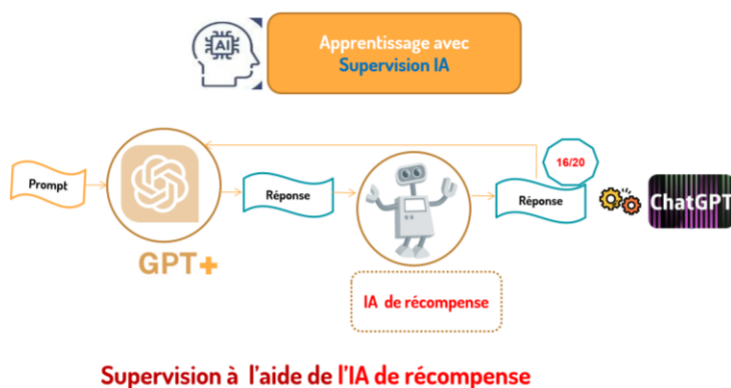 AI
Apprentissage avec
Supervision IA
16/20
Prompt
Réponse
Réponse
ChatGPT
GPT+
IA de récompense
Supervision à l'aide de l'IA de récompense